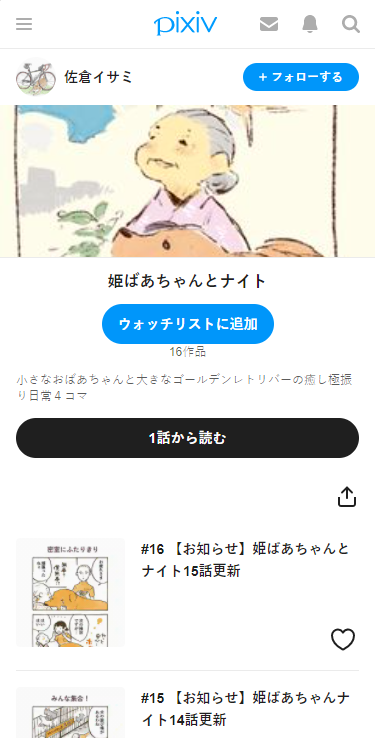 pixiv
佐倉イサミ
+ フォローする
姫ばあちゃんとナイト
ウォッチリストに追加
16作品
小さなおばあちゃんと大きなゴールデンレトリバーの癒し極振
り日常４コマ
1話から読む
#16 【お知らせ】姫ばあちゃんと
ナイト15話更新
密室にふたりきり
#15 【お知らせ】姫ばあちゃんナ
イト14話更新
みんな集合！